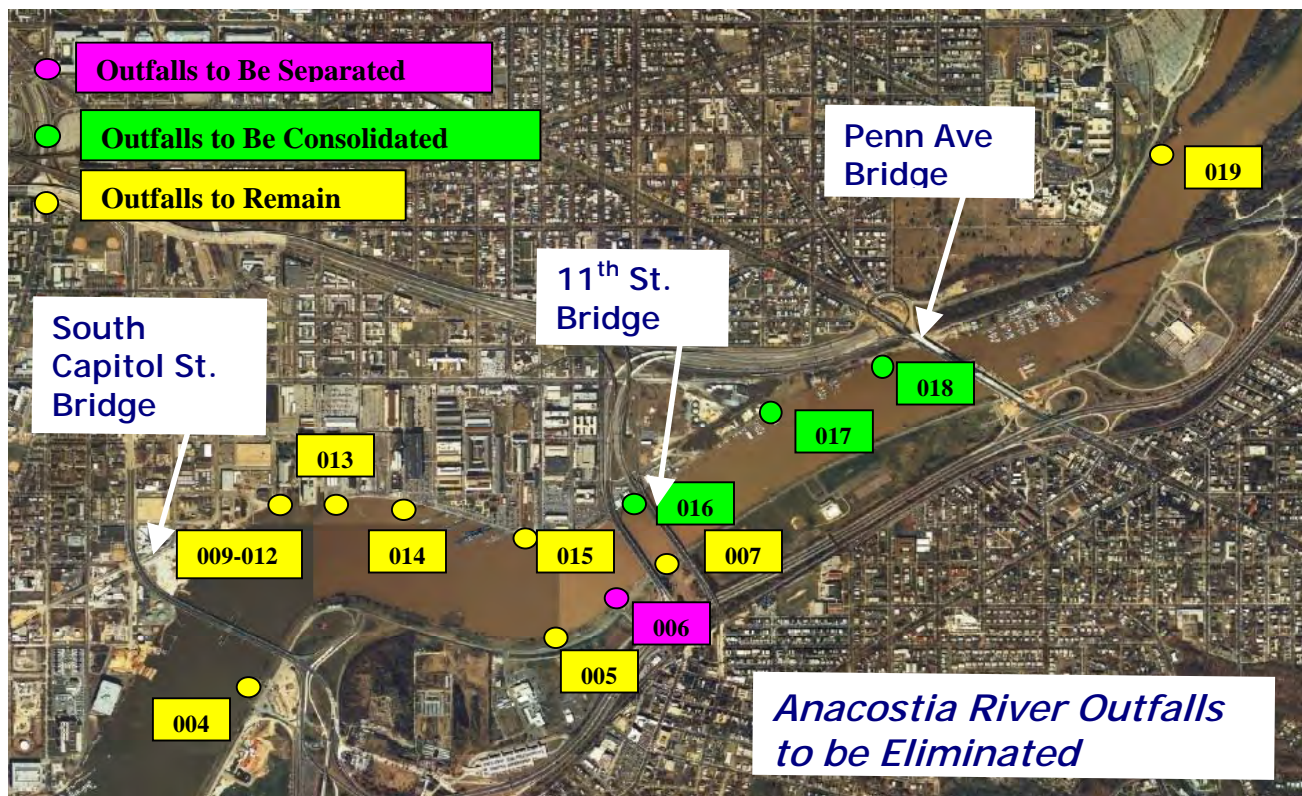 Outfalls to Be Separated
Outfalls to Be Consolidated
Outfalls to Remain
Penn Ave
Bridge
019
11th St.
Bridge
South
Capitol St.
Bridge
018
017
013
016
009-012
014
015
007
006
005
004
Anacostia River Outfalls
to be Eliminated